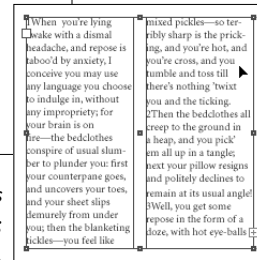 1When you're lying
awake with a dismal
headache, and repose is
taboo'd by anxiety, I
conceive you may use
any language you choose
to indulge in, without
any impropriety; for
your brain is on
fire—the bedclothes
conspire of usual slum-
ber to plunder you: first
your counterpane goes,
and uncovers your toes,
and your sheet slips
demurely from under
you; then the blanketing
tickles—you feel like
mixed pickles—so ter-
ribly sharp is the prick-
ing, and you're hot, and
you're cross, and you
tumble and toss till
there's nothing 'twixt
you and the ticking.
2Then the bedclothes all
creep to the ground in
a heap, and you pick'
em all up in a tangle;
next your pillow resigns
and politely declines to
remain at its usual angle!
3Well, you get some
repose in the form of a
doze, with hot eye-balls